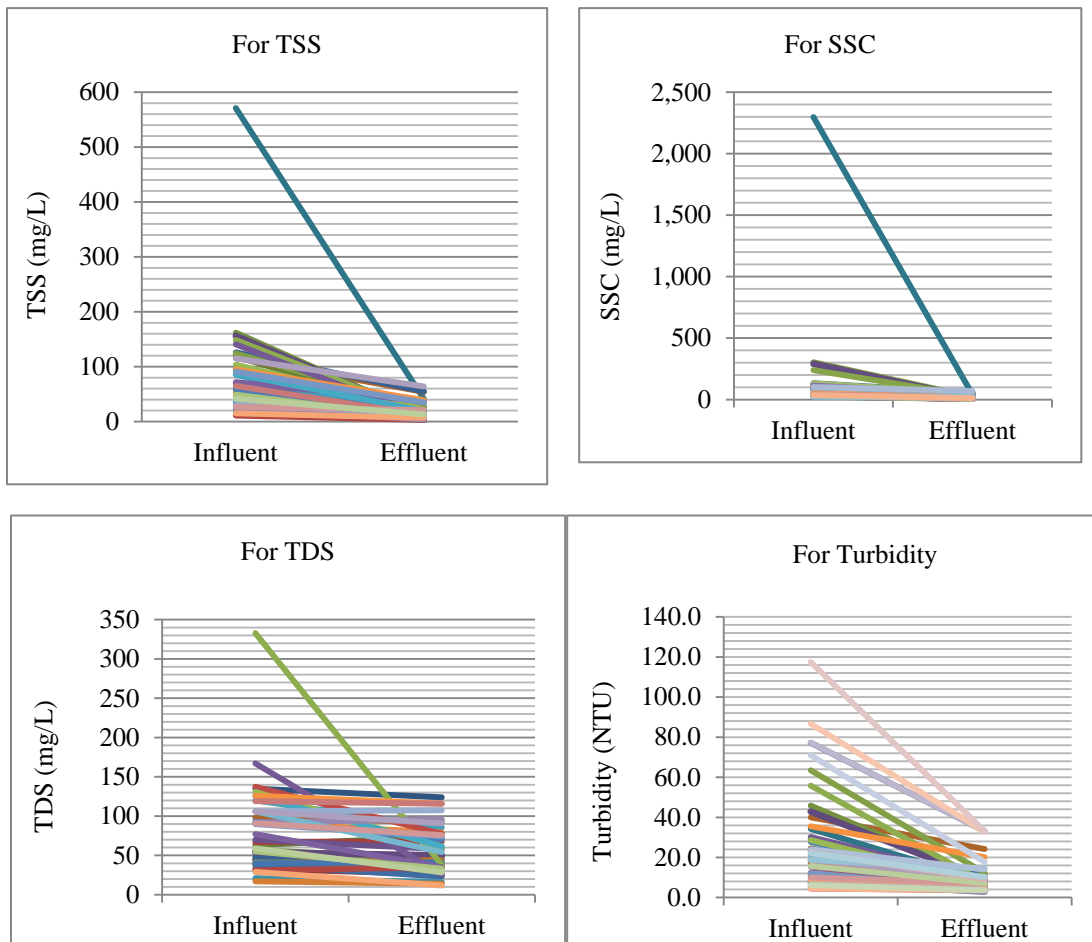 For TSS
TSS (mg/L)
600
500
400
300
200
100
0
Influent
Effluent
For SSC
SSC (mg/L)
2,500
2,000
1,500
1,000
500
0
Influent
Effluent
For TDS
TDS (mg/L)
350
300
250
200
150
100
50
0
Influent
Effluent
For Turbidity
Turbidity (NTU)
140.0
120.0
100.0
80.0
60.0
40.0
20.0
0.0
Influent
Effluent